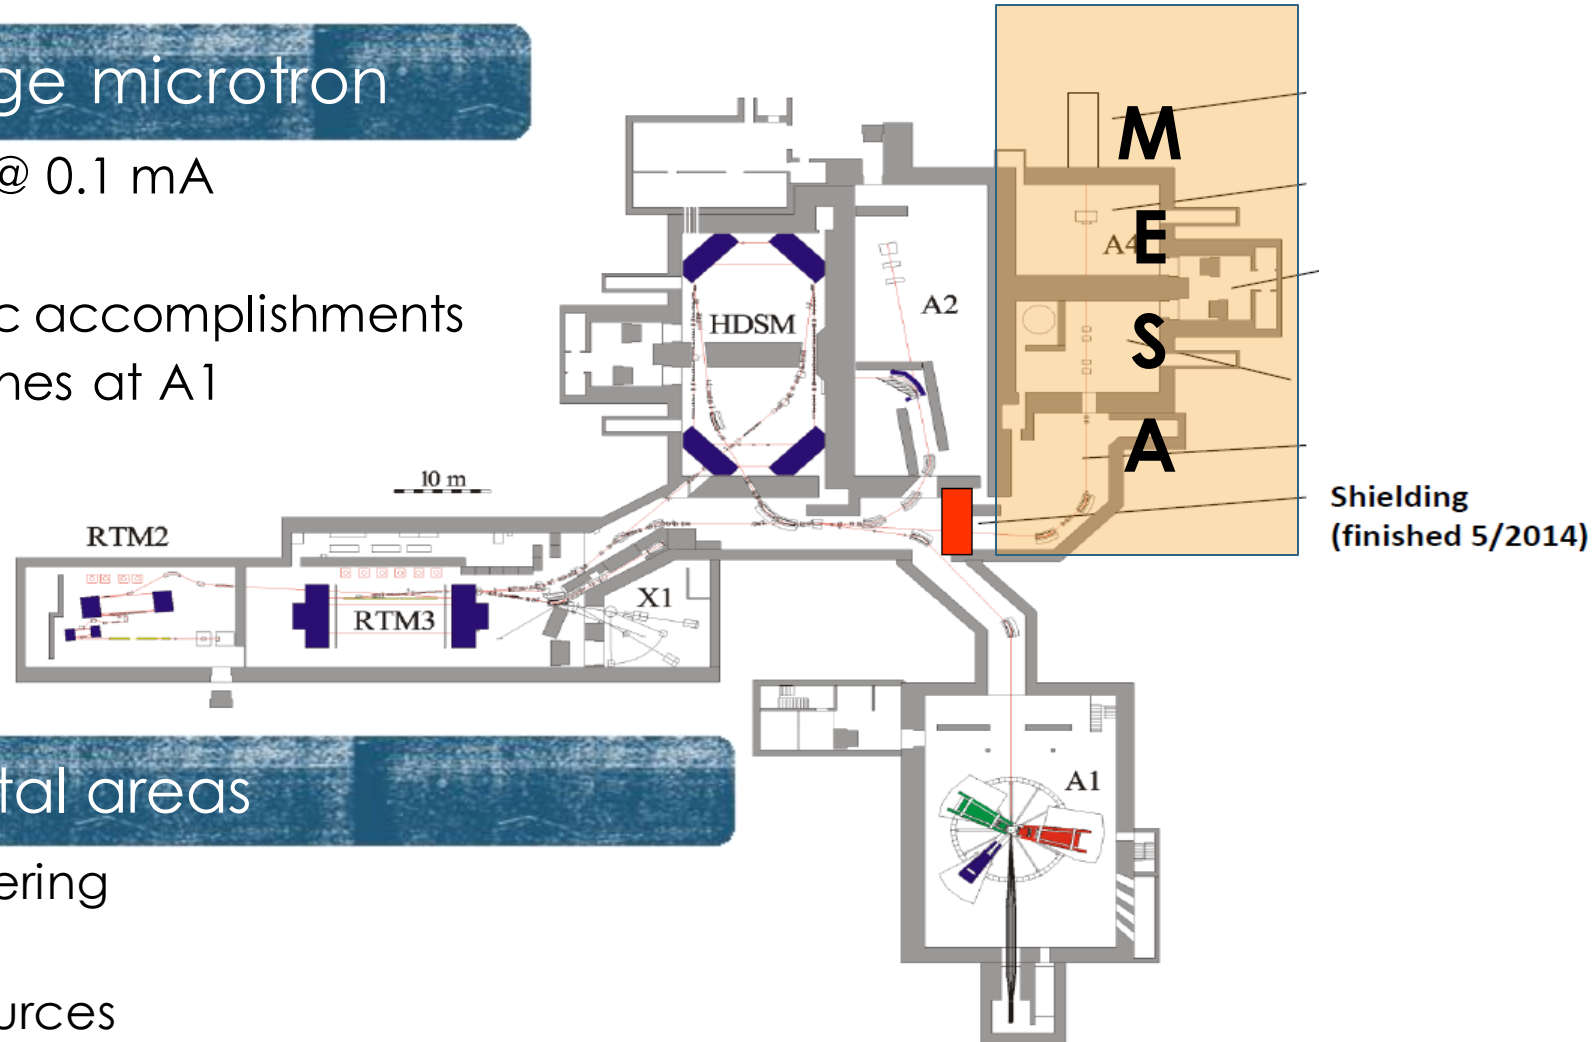 ge microtron
@ 0.1 mA
c accomplishments
nes at A1
tal areas
ering
urces
M
E
S
A
A4
A2
HDSM
10 m
RTM2
RTM3
X1
A1
Shielding
(finished 5/2014)